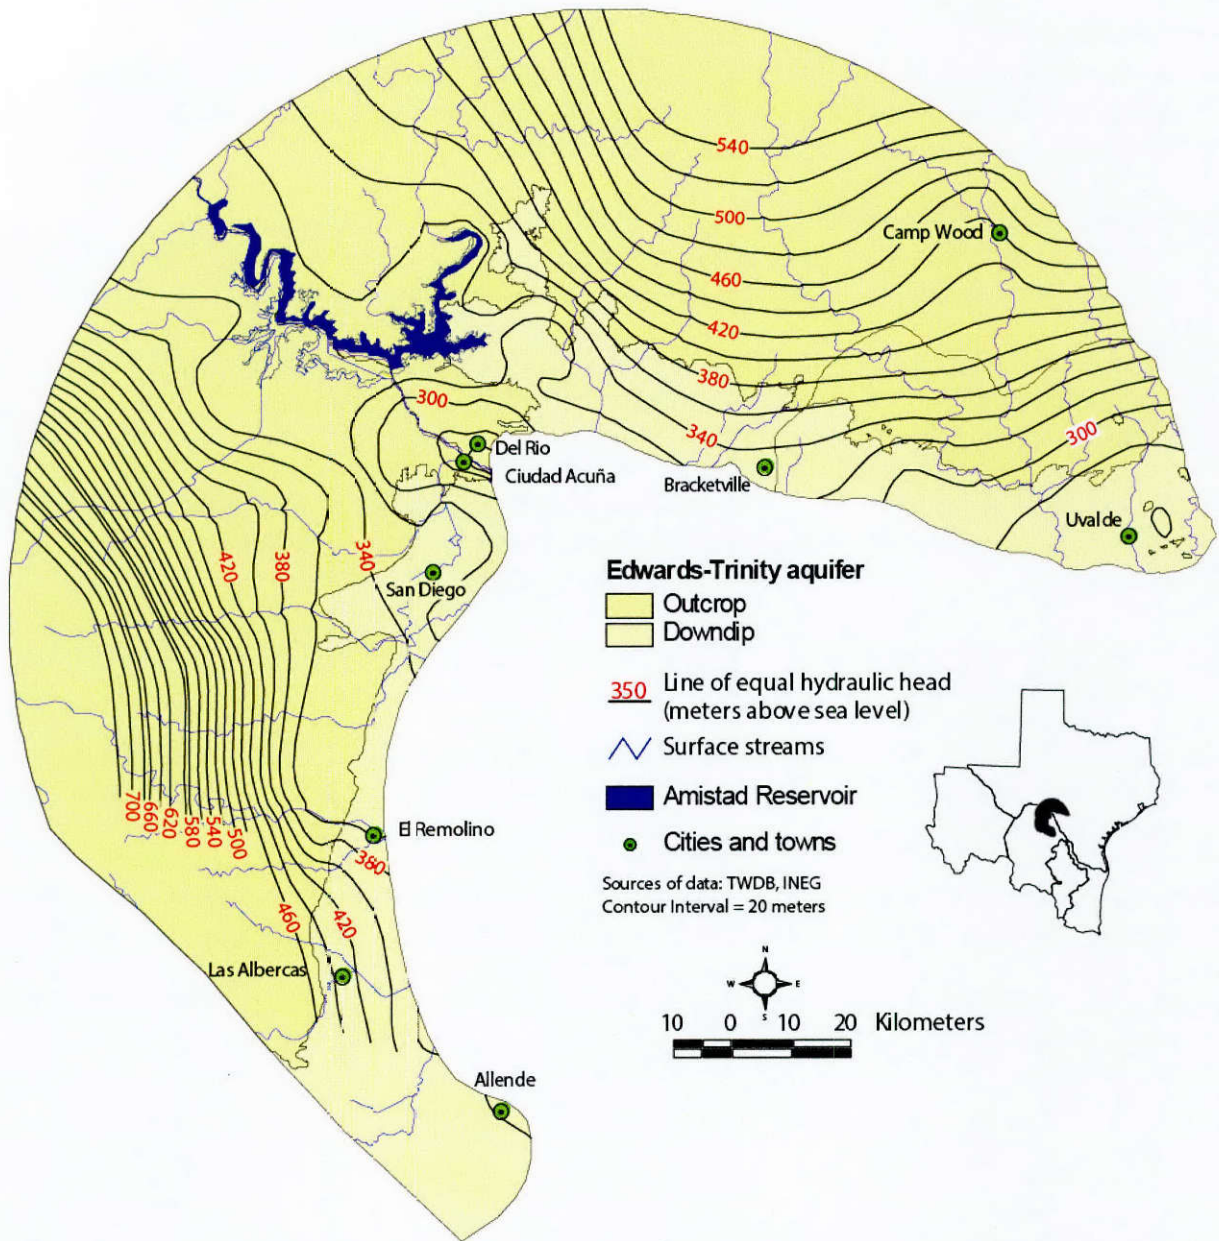 540
500
Camp Wood
460
420
380
300
340
300
Del Rio
Ciudad Acuña
Bracketville
Uvalde
420
380
340
San Diego
Edwards-Trinity aquifer
Outcrop
Downdip
350 Line of equal hydraulic head
(meters above sea level)
Surface streams
Amistad Reservoir
Cities and towns
Sources of data: TWDB, INEG
Contour Interval = 20 meters
700
660
620
580
540
500
El Remolino
380
460
420
Las Albercas
N
W E
S
10 0 10 20 Kilometers
Allende